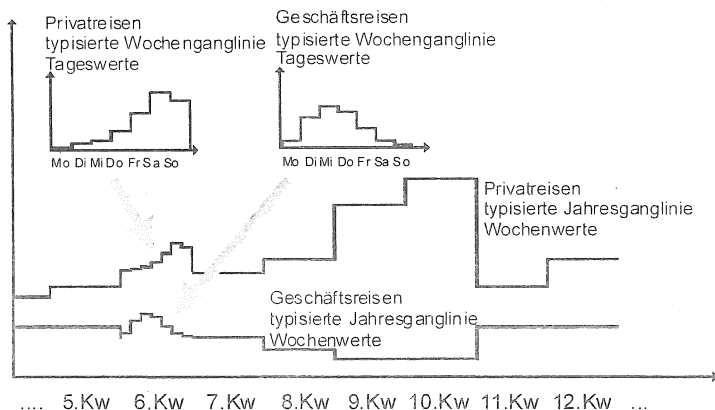 Privatreisen
typisierte Wochenganglinie
Tageswerte
Mo Di Mi Do Fr Sa So
Geschäftsreisen
typisierte Wochenganglinie
Tageswerte
Mo Di Mi Do Fr Sa So
Privatreisen
typisierte Jahresganglinie
Wochenwerte
Geschäftsreisen
typisierte Jahresganglinie
Wochenwerte
.... 5.Kw 6.Kw 7.Kw 8.Kw 9.Kw 10.Kw 11.Kw 12.Kw ...